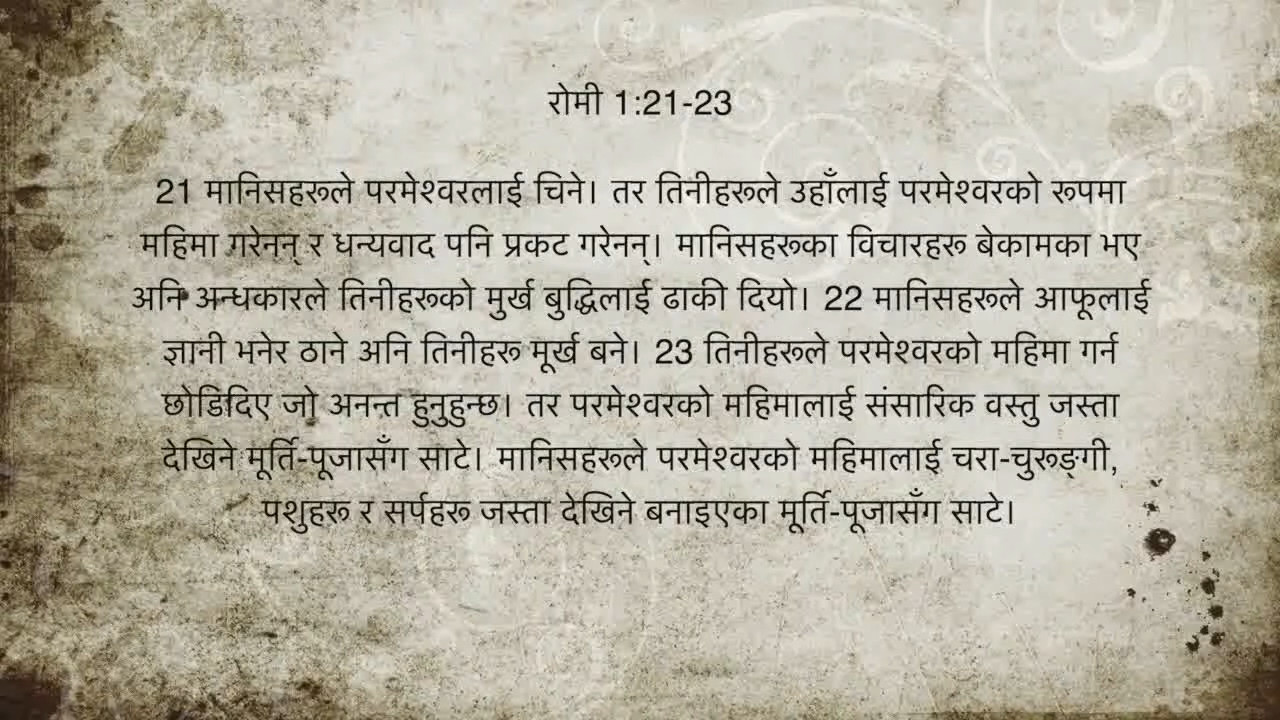 रोमी 1:21-23
21 मानिसहरूले परमेश्वरलाई चिने। तर तिनीहरूले उहाँलाई परमेश्वरको रूपमा
महिमा गरेनन् र धन्यवाद पनि प्रकट गरेनन्। मानिसहरूका विचारहरू बेकामका भए
अनि अन्धकारले तिनीहरूको मुर्ख बुद्धिलाई ढाकी दियो। 22 मानिसहरूले आफूलाई
ज्ञानी भनेर ठाने अनि तिनीहरू मूर्ख बने। 23 तिनीहरूले परमेश्वरको महिमा गर्न
छोडिदिए जो अनन्त हुनुहुन्छ। तर परमेश्वरको महिमालाई संसारिक वस्तु जस्ता
देखिने मूर्ति-पूजासँग साटे। मानिसहरूले परमेश्वरको महिमालाई चरा-चुरूङ्गी,
पशुहरू र सर्पहरू जस्ता देखिने बनाइएका मूर्ति-पूजासँग साटे।